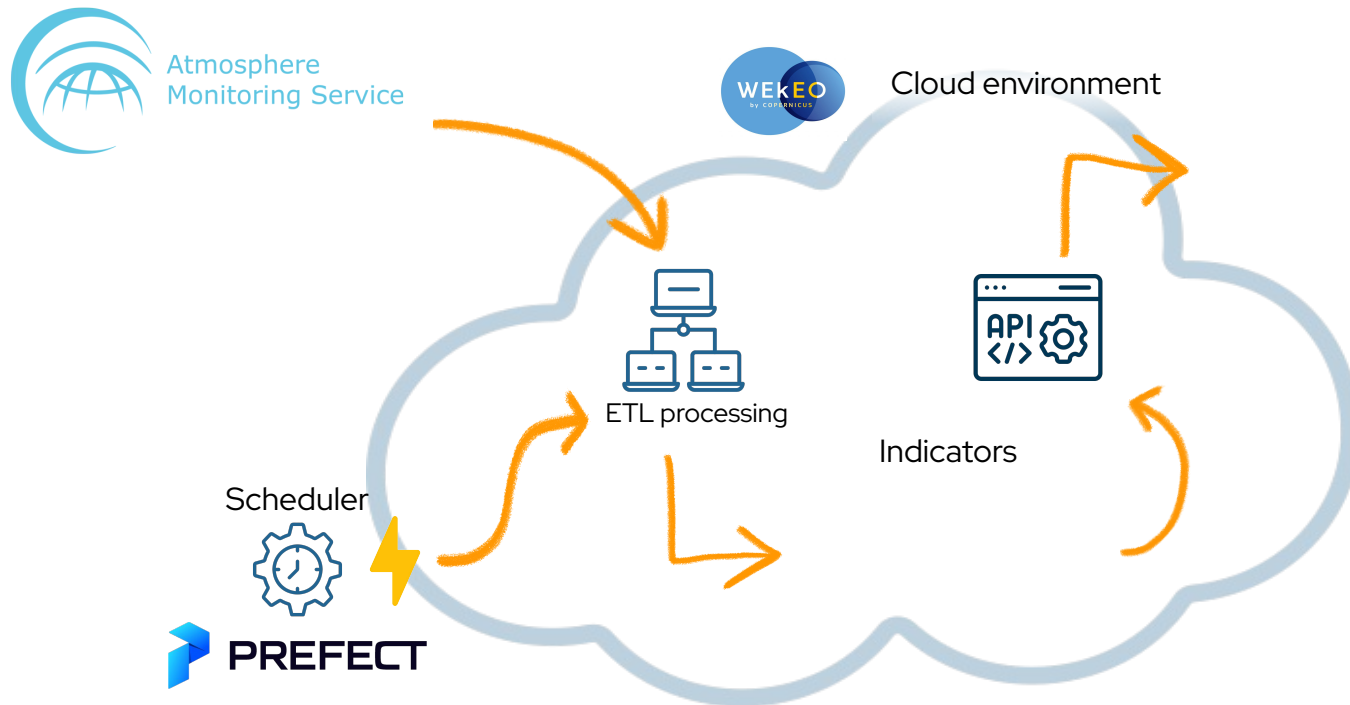 Atmosphere
Monitoring Service
WEkEO
by COPERNICUS
Cloud environment
API
</>
ETL processing
Indicators
Scheduler
PREFECT